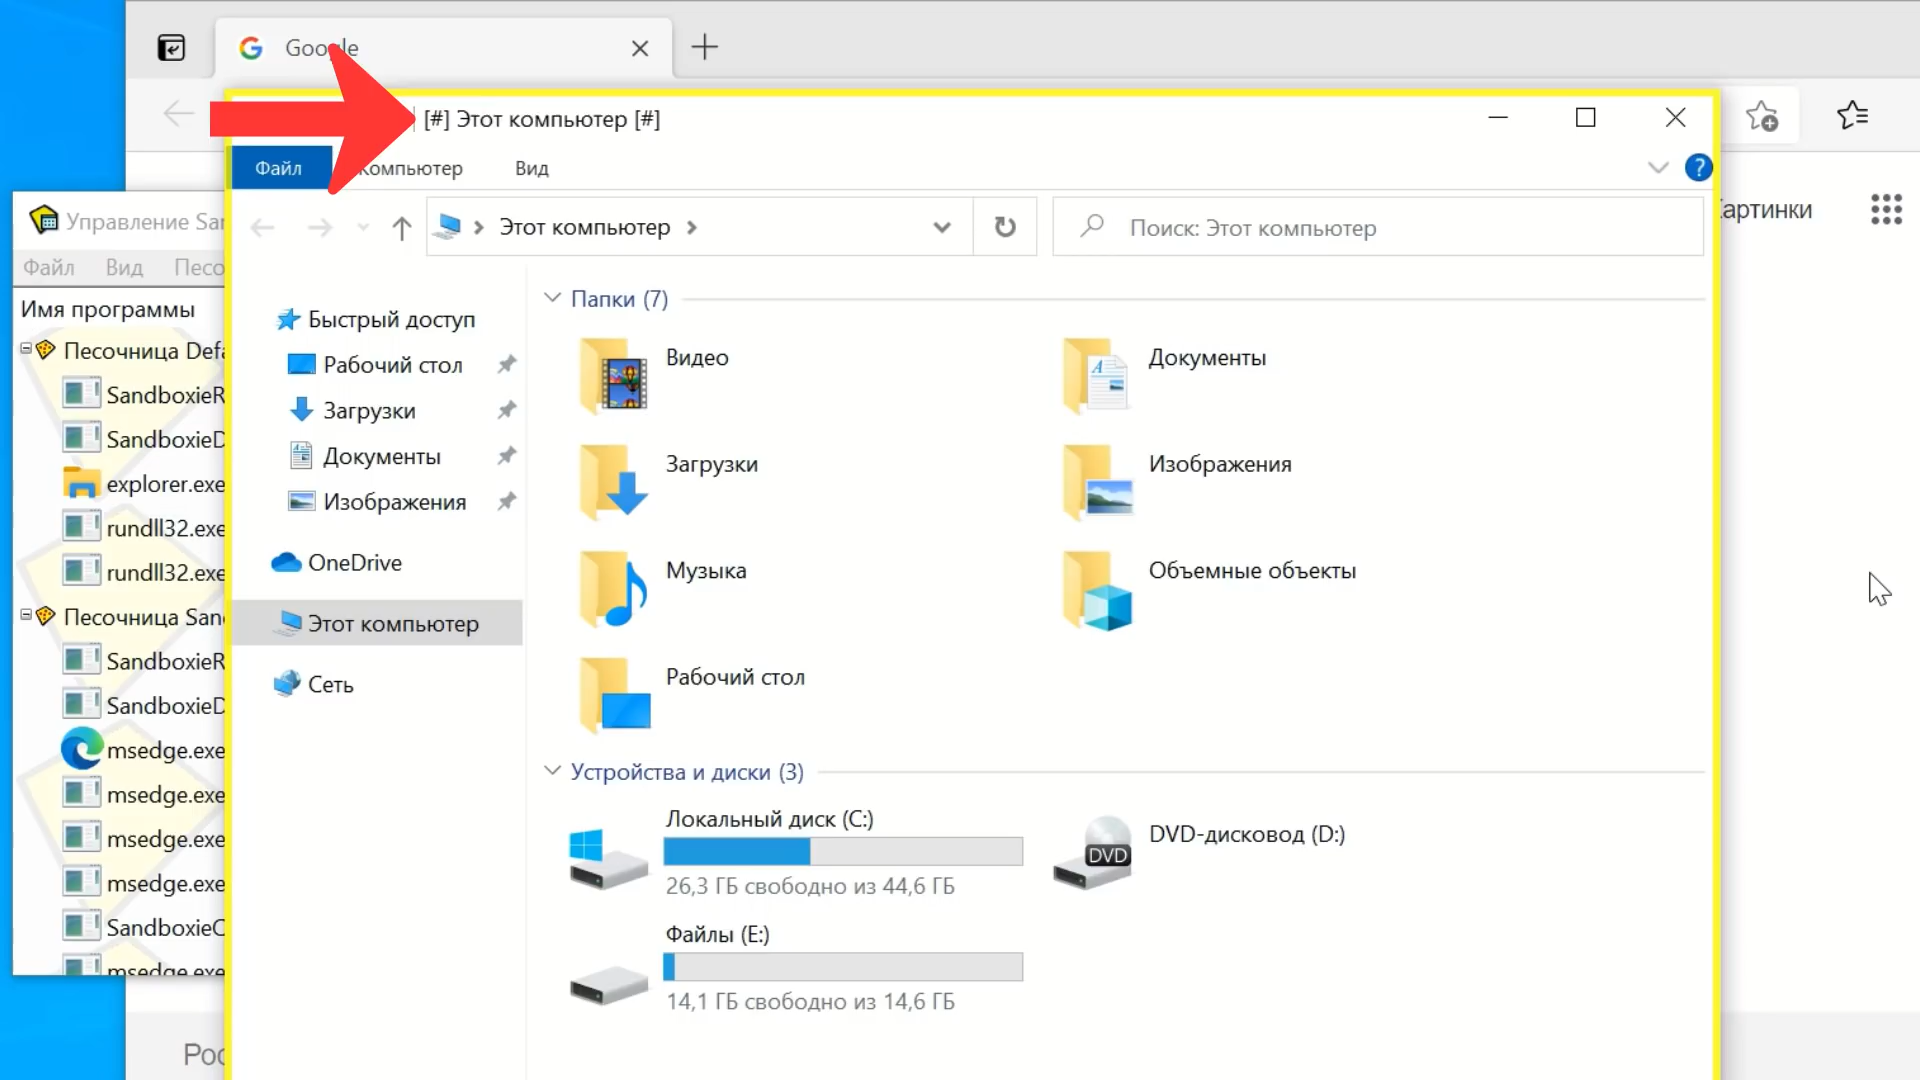 Google
[#] Этот компьютер [#]
Файл
Компьютер
Вид
?
Этот компьютер
Поиск: Этот компьютер
Картинки
Управление San
Файл Вид Песо
Имя программы
Песочница Defa
SandboxieR
SandboxieD
explorer.exe
rundll32.exe
rundll32.exe
Песочница San
SandboxieR
SandboxieD
msedge.exe
msedge.exe
msedge.exe
msedge.exe
SandboxieC
msedge.exe
Рос
Быстрый доступ
Рабочий стол
Загрузки
Документы
Изображения
OneDrive
Этот компьютер
Сеть
Папки (7)
Видео
Документы
Загрузки
Изображения
Музыка
Объемные объекты
Рабочий стол
Устройства и диски (3)
Локальный диск (C:)
26,3 ГБ свободно из 44,6 ГБ
DVD
DVD-дисковод (D:)
Файлы (E:)
14,1 ГБ свободно из 14,6 ГБ